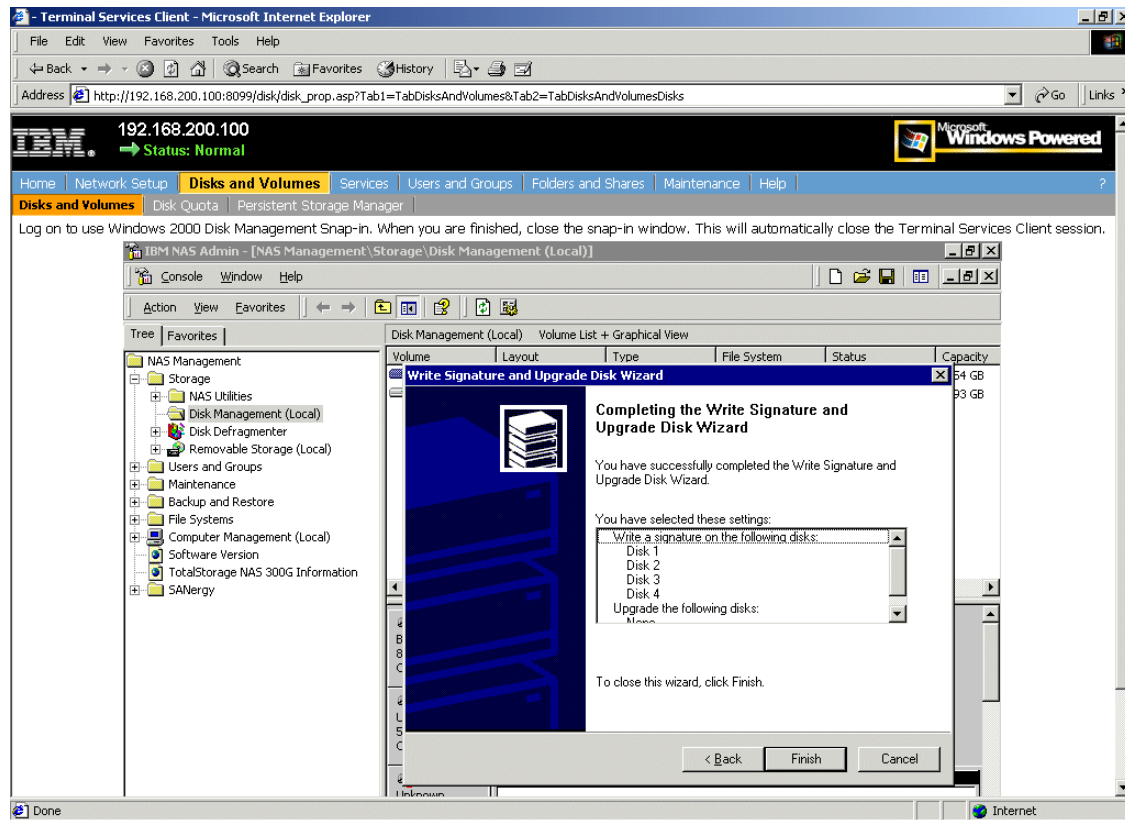 - Terminal Services Client - Microsoft Internet Explorer
File Edit View Favorites Tools Help
Back Search Favorites History
Address http://192.168.200.100:8099/disk/disk_prop.asp?Tab1=TabDisksAndVolumes&Tab2=TabDisksAndVolumesDisks Go Links
IBM 192.168.200.100 Microsoft
Status: Normal Windows Powered
Home Network Setup Disks and Volumes Services Users and Groups Folders and Shares Maintenance Help ?
Disks and Volumes Disk Quota Persistent Storage Manager
Log on to use Windows 2000 Disk Management Snap-in. When you are finished, close the snap-in window. This will automatically close the Terminal Services Client session.
IBM NAS Admin - [NAS Management\Storage\Disk Management (Local)]
Console Window Help
Action View Favorites
Tree Favorites
Disk Management (Local) Volume List + Graphical View
NAS Management
Storage
NAS Utilities
Disk Management (Local)
Disk Defragmenter
Removable Storage (Local)
Users and Groups
Maintenance
Backup and Restore
File Systems
Computer Management (Local)
Software Version
TotalStorage NAS 300G Information
SANergy
Volume Layout Type File System Status Capacity
54 GB
93 GB
Write Signature and Upgrade Disk Wizard
Completing the Write Signature and
Upgrade Disk Wizard
You have successfully completed the Write Signature and
Upgrade Disk Wizard.
You have selected these settings:
Write a signature on the following disks:
Disk 1
Disk 2
Disk 3
Disk 4
Upgrade the following disks:
None
To close this wizard, click Finish.
< Back Finish Cancel
Unknown
Done Internet